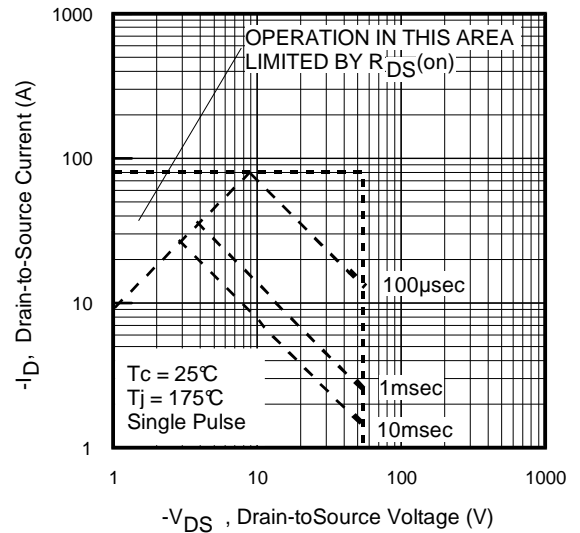 1000
OPERATION IN THIS AREA
LIMITED BY RDS(on)
100
10
1
-ID, Drain-to-Source Current (A)
100µsec
1msec
10msec
Tc = 25℃
Tj = 175℃
Single Pulse
1 10 100 1000
-VDS , Drain-toSource Voltage (V)